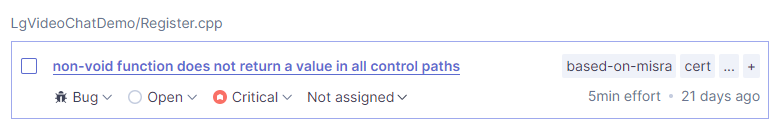 LgVideoChatDemo/Register.cpp
non-void function does not return a value in all control paths
based-on-misra cert ... +
Bug Open Critical Not assigned
5min effort • 21 days ago